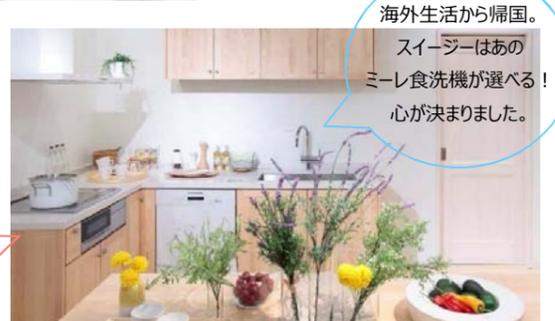 海外生活から帰国。
スイージーはあの
ミーレ食洗機が選べる！
心が決まりました。